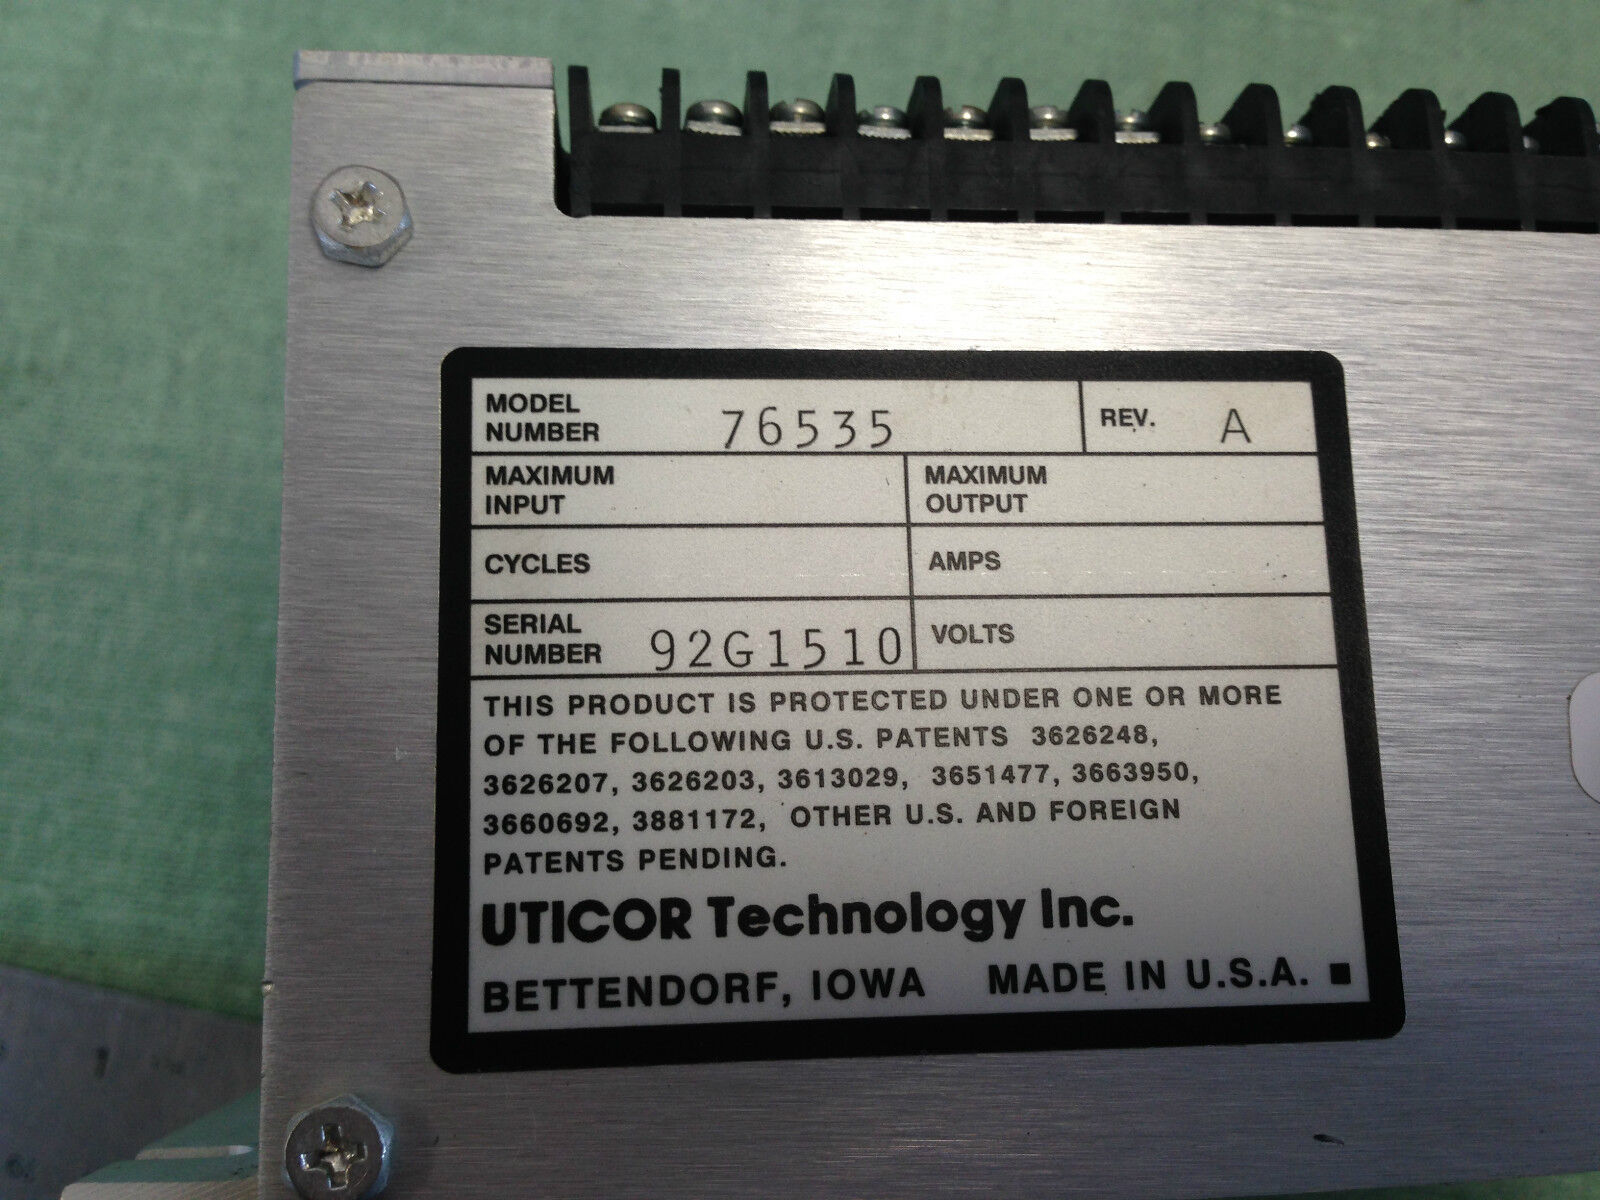 MODEL NUMBER 76535 REV. A
MAXIMUM INPUT MAXIMUM OUTPUT
CYCLES AMPS
SERIAL NUMBER 92G1510 VOLTS
THIS PRODUCT IS PROTECTED UNDER ONE OR MORE
OF THE FOLLOWING U.S. PATENTS 3626248,
3626207, 3626203, 3613029, 3651477, 3663950,
3660692, 3881172, OTHER U.S. AND FOREIGN
PATENTS PENDING.
UTICOR Technology Inc.
BETTENDORF, IOWA MADE IN U.S.A.